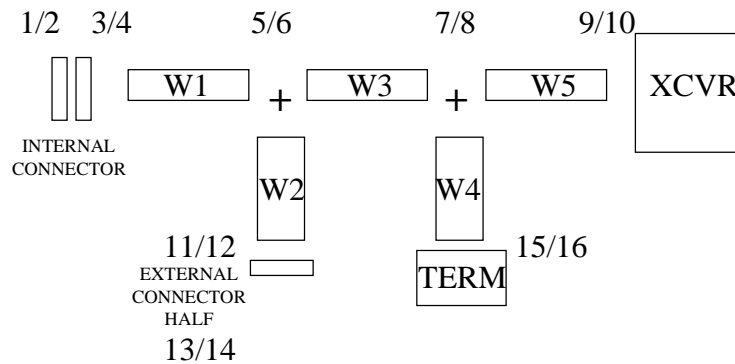 1/2 3/4 5/6 7/8 9/10
W1 + W3 + W5 XCVR
INTERNAL
CONNECTOR
W2 W4
11/12 15/16
EXTERNAL
CONNECTOR
HALF
TERM
13/14